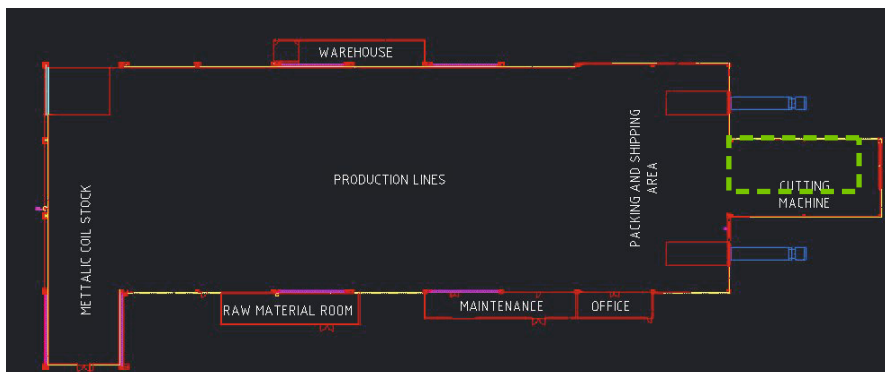 WAREHOUSE
PRODUCTION LINES
METTALIC COIL STOCK
PACKING AND SHIPPING
AREA
CUTTING
MACHINE
RAW MATERIAL ROOM
MAINTENANCE
OFFICE